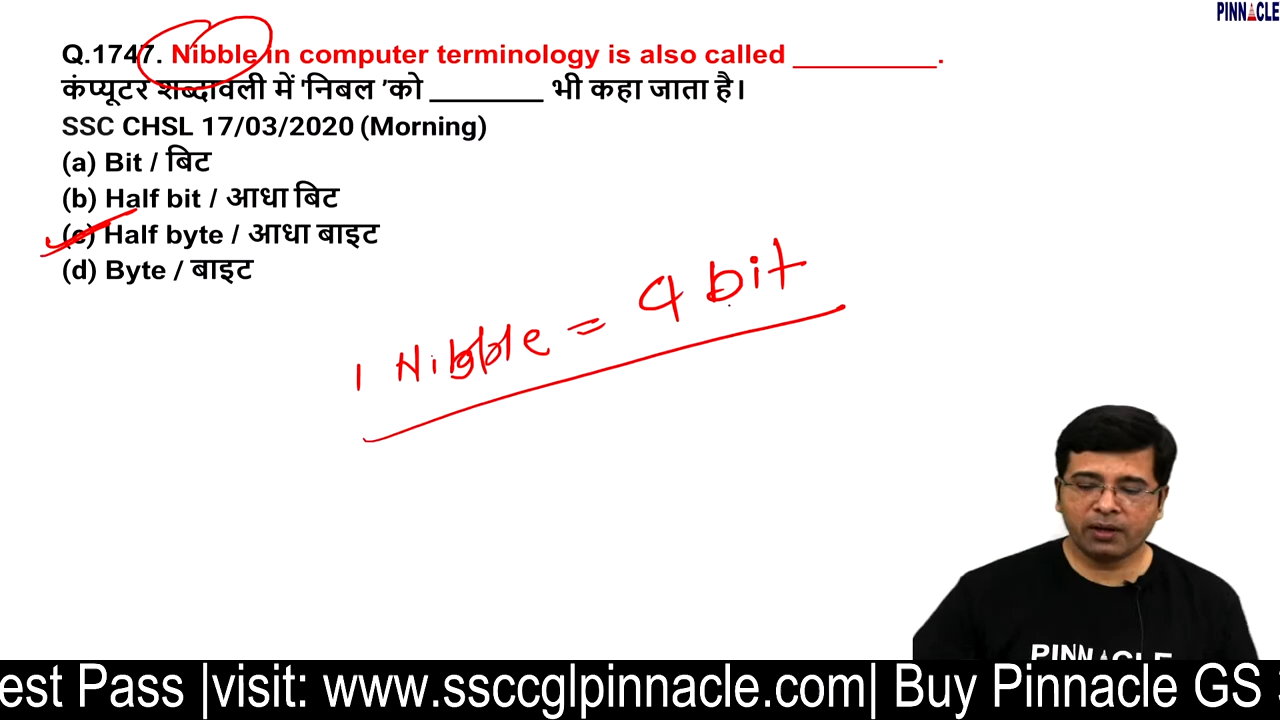 PINNACLE
Q.1747. Nibble in computer terminology is also called _________.
कंप्यूटर शब्दावली में 'निबल 'को ________ भी कहा जाता है।
SSC CHSL 17/03/2020 (Morning)
(a) Bit / बिट
(b) Half bit / आधा बिट
(c) Half byte / आधा बाइट
(d) Byte / बाइट
1 Nibble = 4 bit
PINNACLE
est Pass |visit: www.ssccglpinnacle.com| Buy Pinnacle GS